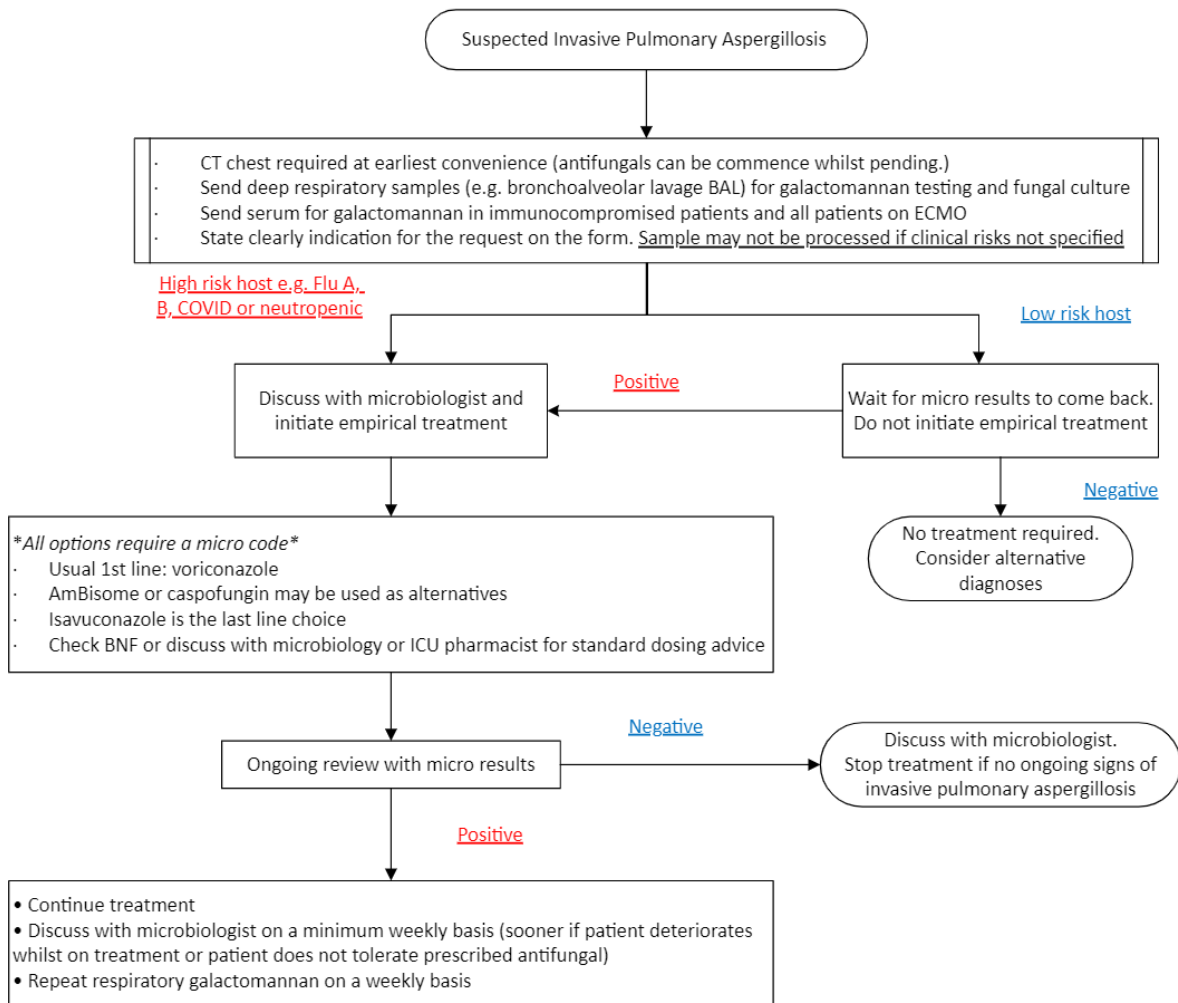 Suspected Invasive Pulmonary Aspergillosis
· CT chest required at earliest convenience (antifungals can be commence whilst pending.)
· Send deep respiratory samples (e.g. bronchoalveolar lavage BAL) for galactomannan testing and fungal culture
· Send serum for galactomannan in immunocompromised patients and all patients on ECMO
· State clearly indication for the request on the form. Sample may not be processed if clinical risks not specified
High risk host e.g. Flu A,
B, COVID or neutropenic
Low risk host
Discuss with microbiologist and
initiate empirical treatment
Positive
Wait for micro results to come back.
Do not initiate empirical treatment
Negative
No treatment required.
Consider alternative
diagnoses
*All options require a micro code*
· Usual 1st line: voriconazole
· AmBisome or caspofungin may be used as alternatives
· Isavuconazole is the last line choice
· Check BNF or discuss with microbiology or ICU pharmacist for standard dosing advice
Ongoing review with micro results
Negative
Discuss with microbiologist.
Stop treatment if no ongoing signs of
invasive pulmonary aspergillosis
Positive
• Continue treatment
• Discuss with microbiologist on a minimum weekly basis (sooner if patient deteriorates
whilst on treatment or patient does not tolerate prescribed antifungal)
• Repeat respiratory galactomannan on a weekly basis